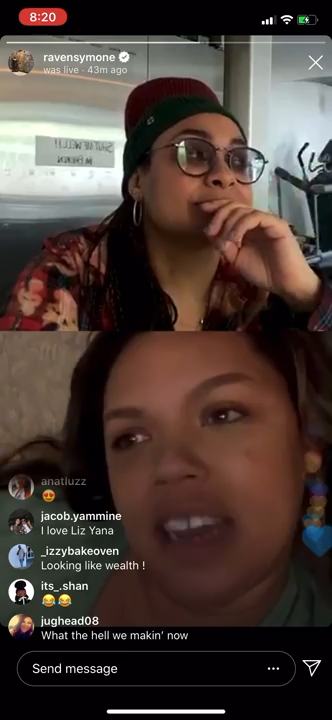 8:20
ravensymone
was live · 43m ago
anatluzz
😍
jacob.yammine
I love Liz Yana
_izzybakeoven
Looking like wealth !
its_.shan
😂😂
jughead08
What the hell we makin' now
Send message